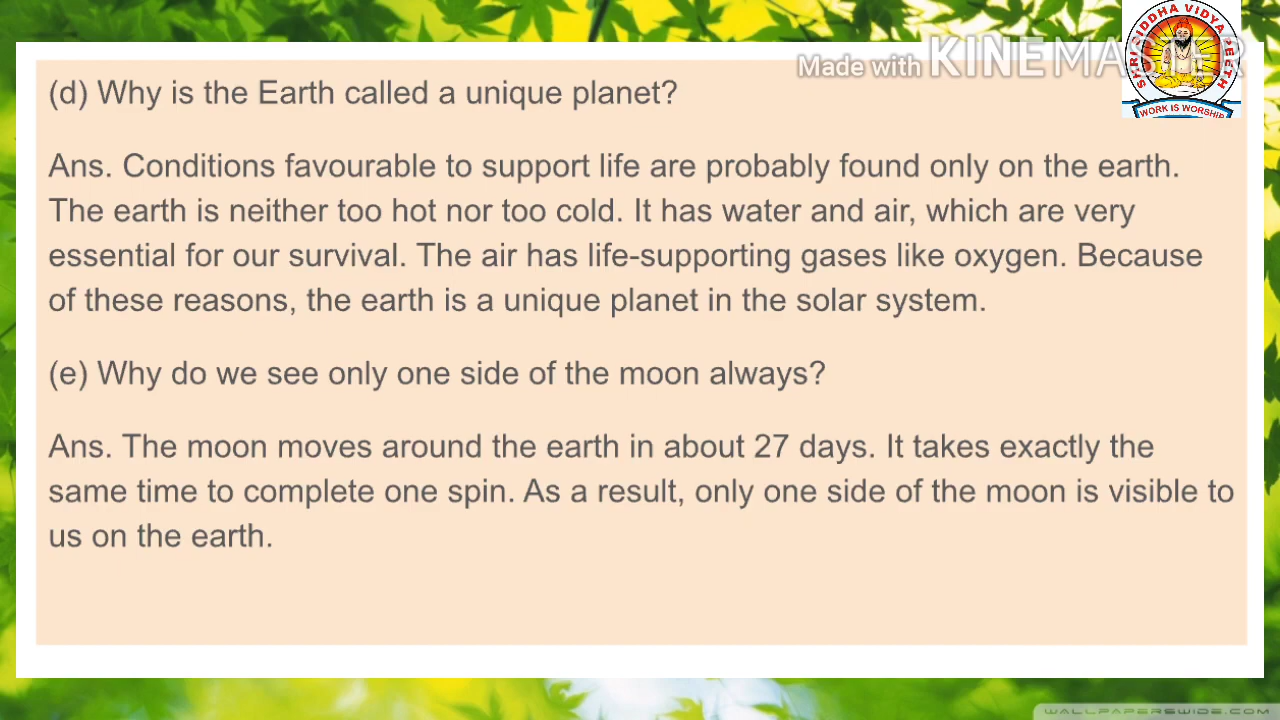 Made with KINEMASTER
SHRI SIDDHA VIDYA PEETH
WORK IS WORSHIP
(d) Why is the Earth called a unique planet?
Ans. Conditions favourable to support life are probably found only on the earth.
The earth is neither too hot nor too cold. It has water and air, which are very
essential for our survival. The air has life-supporting gases like oxygen. Because
of these reasons, the earth is a unique planet in the solar system.
(e) Why do we see only one side of the moon always?
Ans. The moon moves around the earth in about 27 days. It takes exactly the
same time to complete one spin. As a result, only one side of the moon is visible to
us on the earth.
WALLPAPERSWIDE.COM